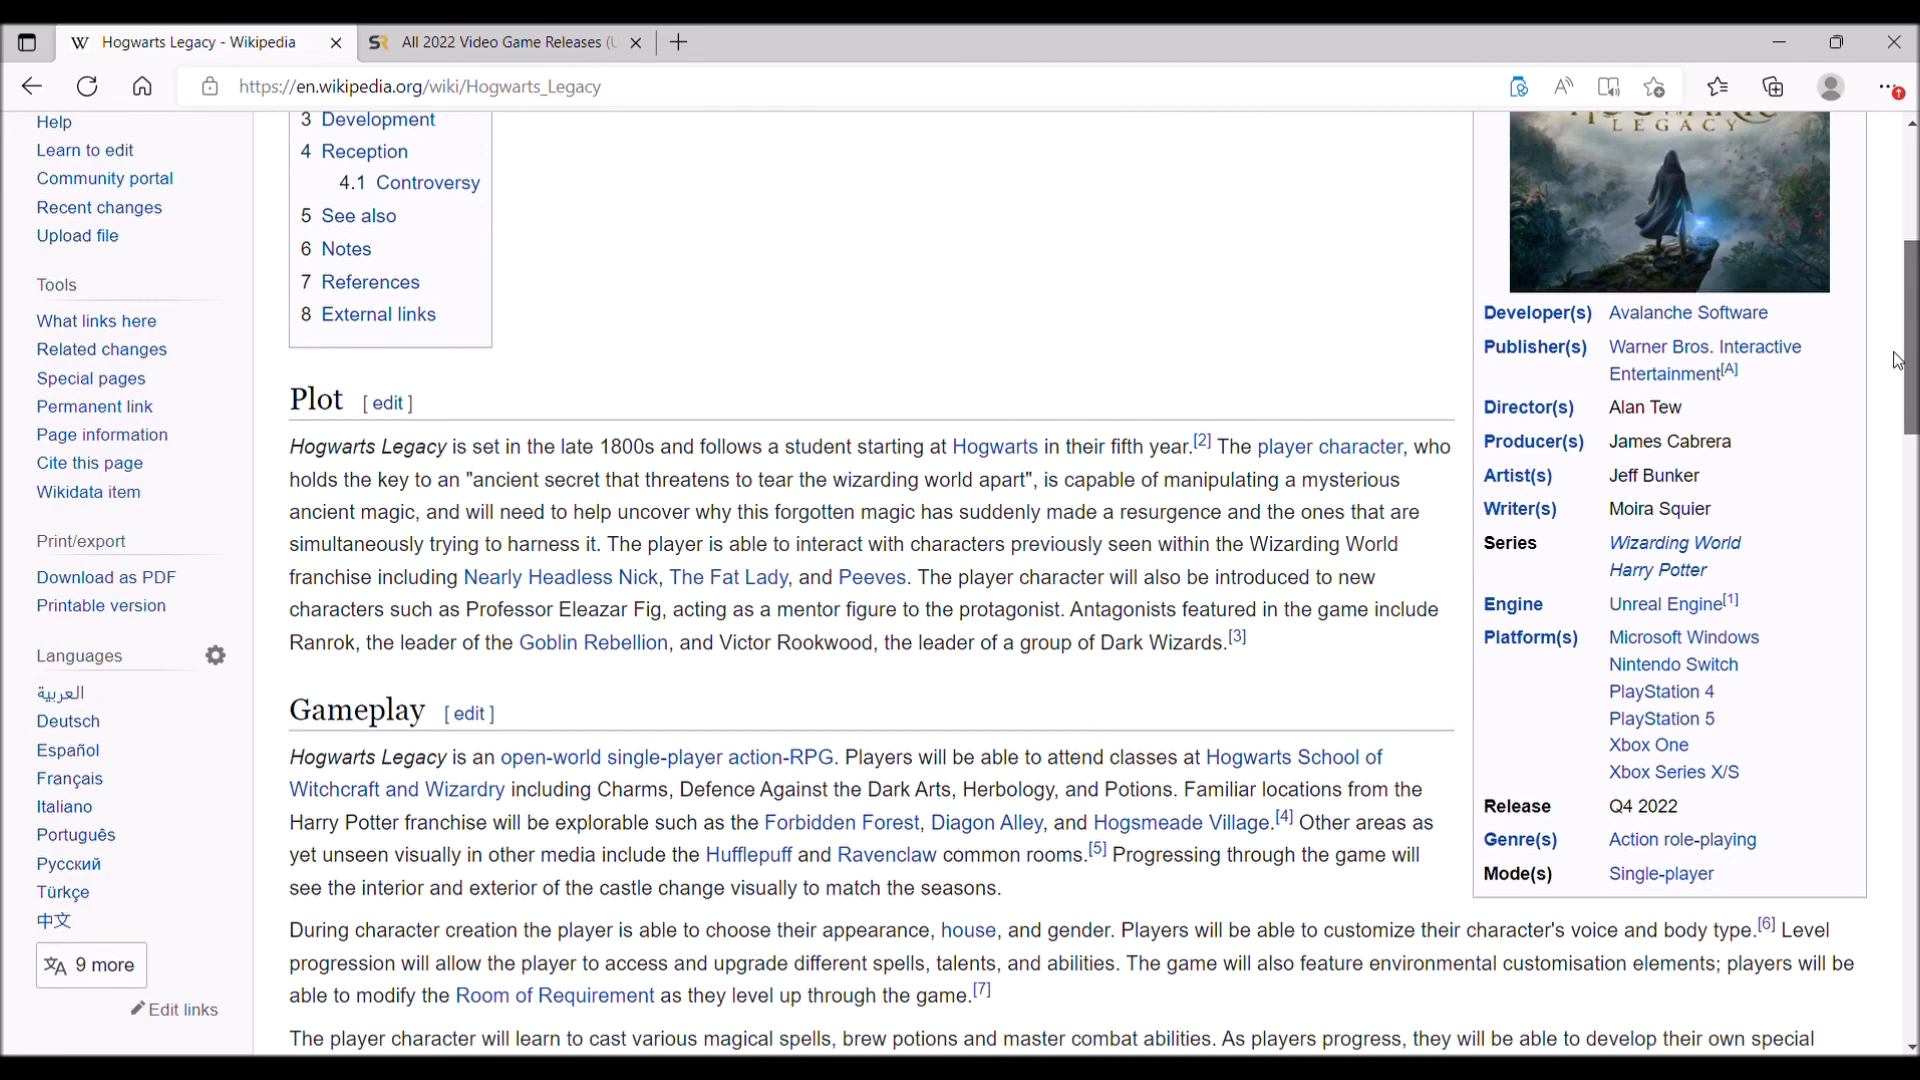 Hogwarts Legacy - Wikipedia
All 2022 Video Game Releases (
https://en.wikipedia.org/wiki/Hogwarts_Legacy
Help
Learn to edit
Community portal
Recent changes
Upload file
Tools
What links here
Related changes
Special pages
Permanent link
Page information
Cite this page
Wikidata item
Print/export
Download as PDF
Printable version
Languages
العربية
Deutsch
Español
Français
Italiano
Português
Русский
Türkçe
中文
9 more
Edit links
3 Development
4 Reception
4.1 Controversy
5 See also
6 Notes
7 References
8 External links
Plot [ edit ]
Hogwarts Legacy is set in the late 1800s and follows a student starting at Hogwarts in their fifth year.[2] The player character, who
holds the key to an "ancient secret that threatens to tear the wizarding world apart", is capable of manipulating a mysterious
ancient magic, and will need to help uncover why this forgotten magic has suddenly made a resurgence and the ones that are
simultaneously trying to harness it. The player is able to interact with characters previously seen within the Wizarding World
franchise including Nearly Headless Nick, The Fat Lady, and Peeves. The player character will also be introduced to new
characters such as Professor Eleazar Fig, acting as a mentor figure to the protagonist. Antagonists featured in the game include
Ranrok, the leader of the Goblin Rebellion, and Victor Rookwood, the leader of a group of Dark Wizards.[3]
Gameplay [ edit ]
Hogwarts Legacy is an open-world single-player action-RPG. Players will be able to attend classes at Hogwarts School of
Witchcraft and Wizardry including Charms, Defence Against the Dark Arts, Herbology, and Potions. Familiar locations from the
Harry Potter franchise will be explorable such as the Forbidden Forest, Diagon Alley, and Hogsmeade Village.[4] Other areas as
yet unseen visually in other media include the Hufflepuff and Ravenclaw common rooms.[5] Progressing through the game will
see the interior and exterior of the castle change visually to match the seasons.
During character creation the player is able to choose their appearance, house, and gender. Players will be able to customize their character's voice and body type.[6] Level
progression will allow the player to access and upgrade different spells, talents, and abilities. The game will also feature environmental customisation elements; players will be
able to modify the Room of Requirement as they level up through the game.[7]
The player character will learn to cast various magical spells, brew potions and master combat abilities. As players progress, they will be able to develop their own special
LEGACY
Developer(s) Avalanche Software
Publisher(s) Warner Bros. Interactive
Entertainment[A]
Director(s) Alan Tew
Producer(s) James Cabrera
Artist(s) Jeff Bunker
Writer(s) Moira Squier
Series Wizarding World
Harry Potter
Engine Unreal Engine[1]
Platform(s) Microsoft Windows
Nintendo Switch
PlayStation 4
PlayStation 5
Xbox One
Xbox Series X/S
Release Q4 2022
Genre(s) Action role-playing
Mode(s) Single-player